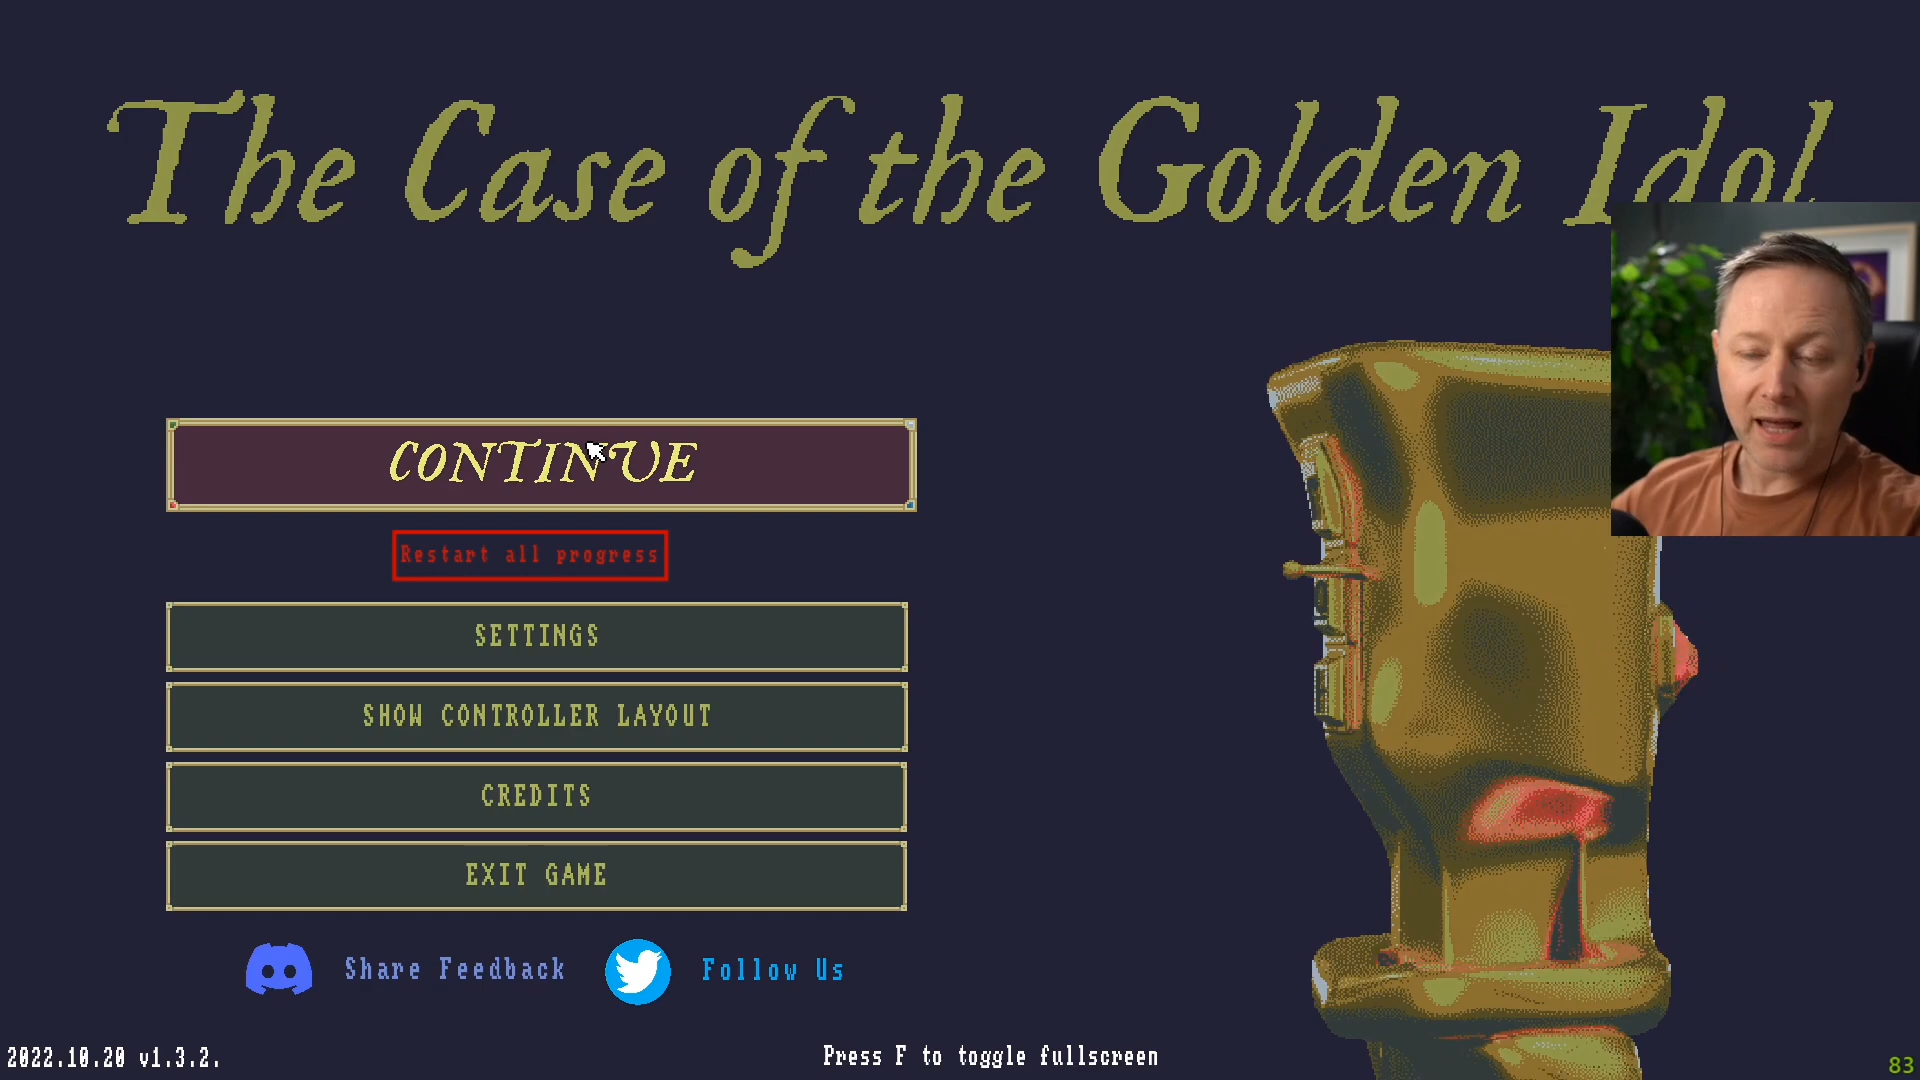 The Case of the Golden Idol
CONTINUE
Restart all progress
SETTINGS
SHOW CONTROLLER LAYOUT
CREDITS
EXIT GAME
Share Feedback
Follow Us
2022.10.20 v1.3.2.
Press F to toggle fullscreen
83